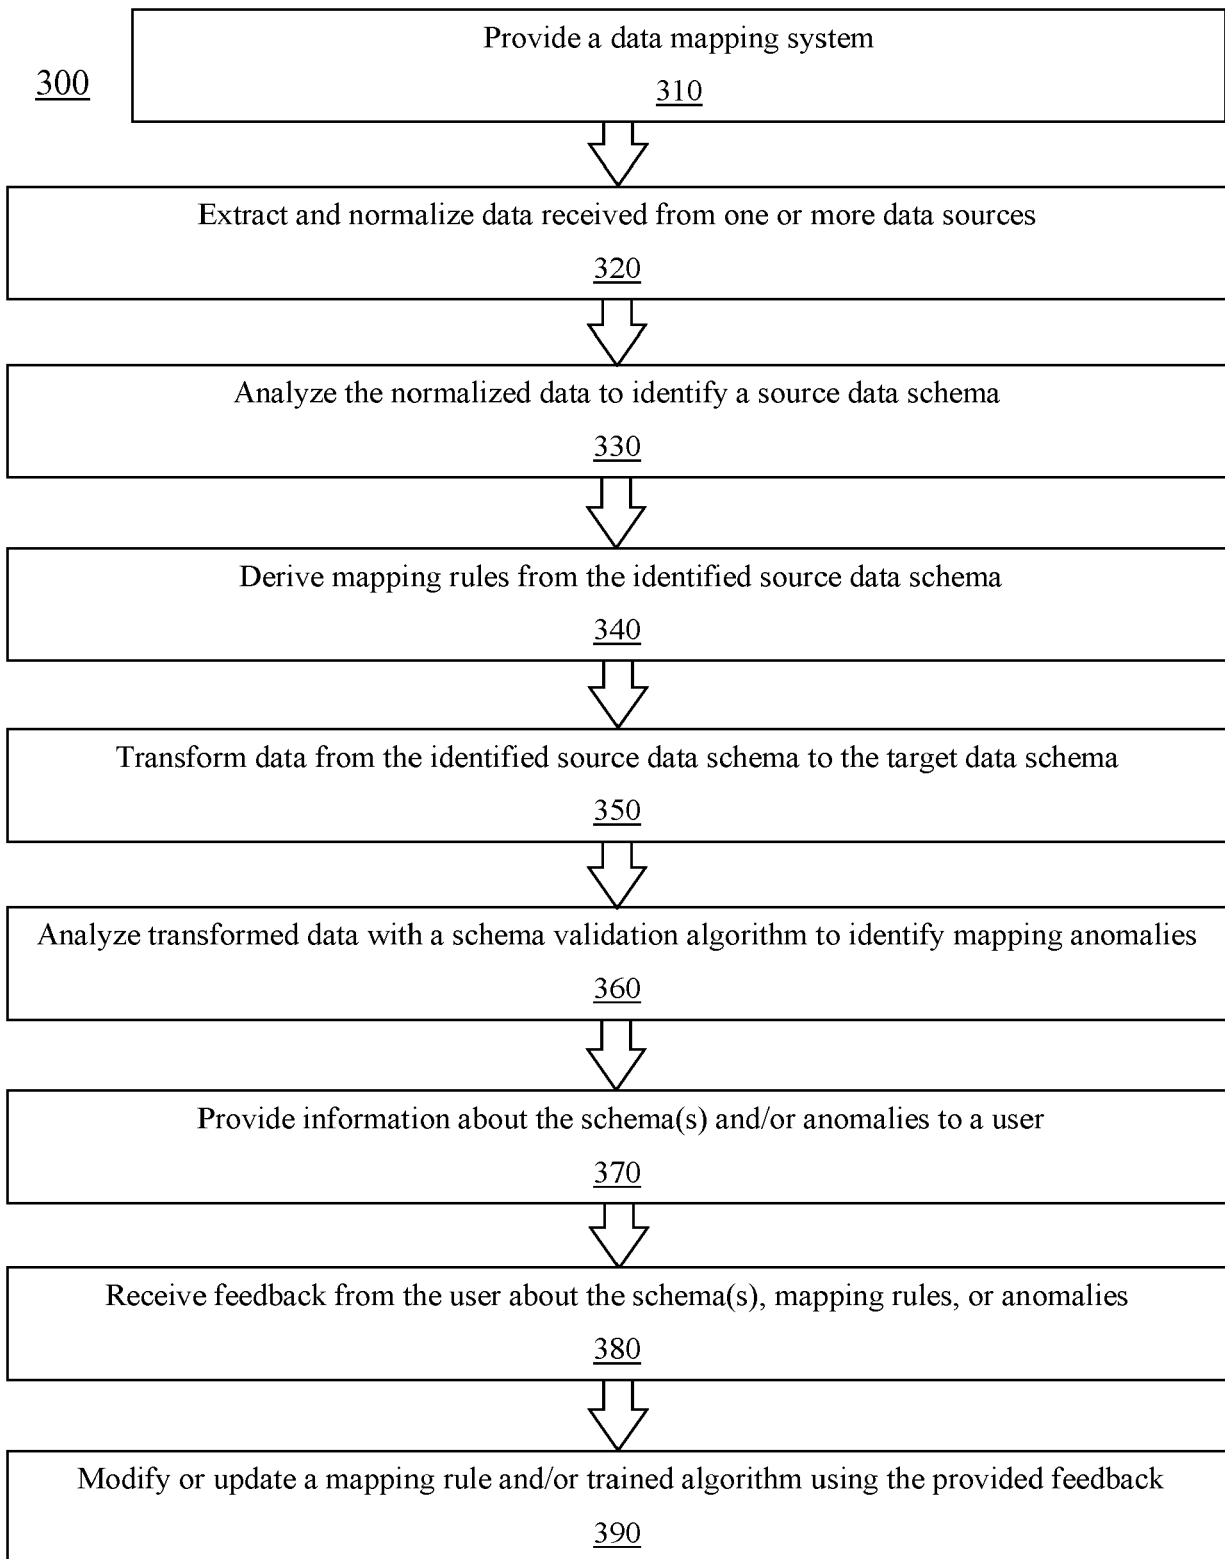 Provide a data mapping system
300
310
Extract and normalize data received from one or more data sources
320
Analyze the normalized data to identify a source data schema
330
Derive mapping rules from the identified source data schema
340
Transform data from the identified source data schema to the target data schema
350
Analyze transformed data with a schema validation algorithm to identify mapping anomalies
360
Provide information about the schema(s) and/or anomalies to a user
370
Receive feedback from the user about the schema(s), mapping rules, or anomalies
380
Modify or update a mapping rule and/or trained algorithm using the provided feedback
390